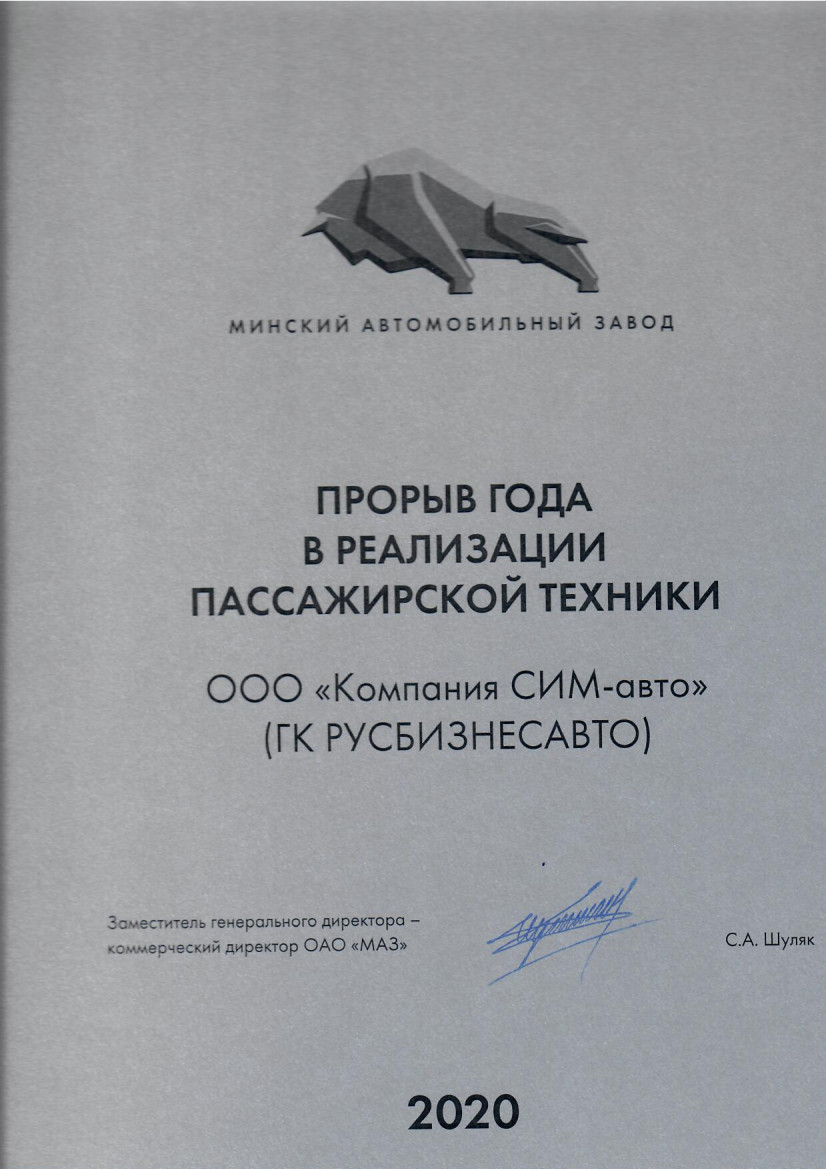 МИНСКИЙ АВТОМОБИЛЬНЫЙ ЗАВОД
ПРОРЫВ ГОДА
В РЕАЛИЗАЦИИ
ПАССАЖИРСКОЙ ТЕХНИКИ
ООО «Компания СИМ-авто»
(ГК РУСБИЗНЕСАВТО)
Заместитель генерального директора –
коммерческий директор ОАО «МАЗ»
С.А. Шуляк
2020